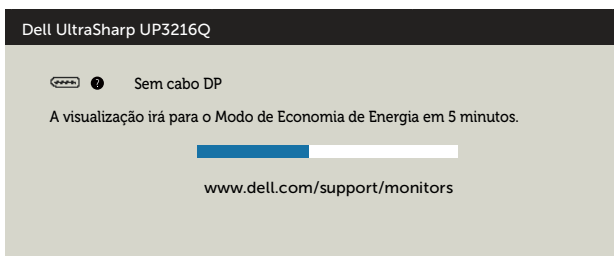 Dell UltraSharp UP3216Q
? Sem cabo DP
A visualização irá para o Modo de Economia de Energia em 5 minutos.
www.dell.com/support/monitors